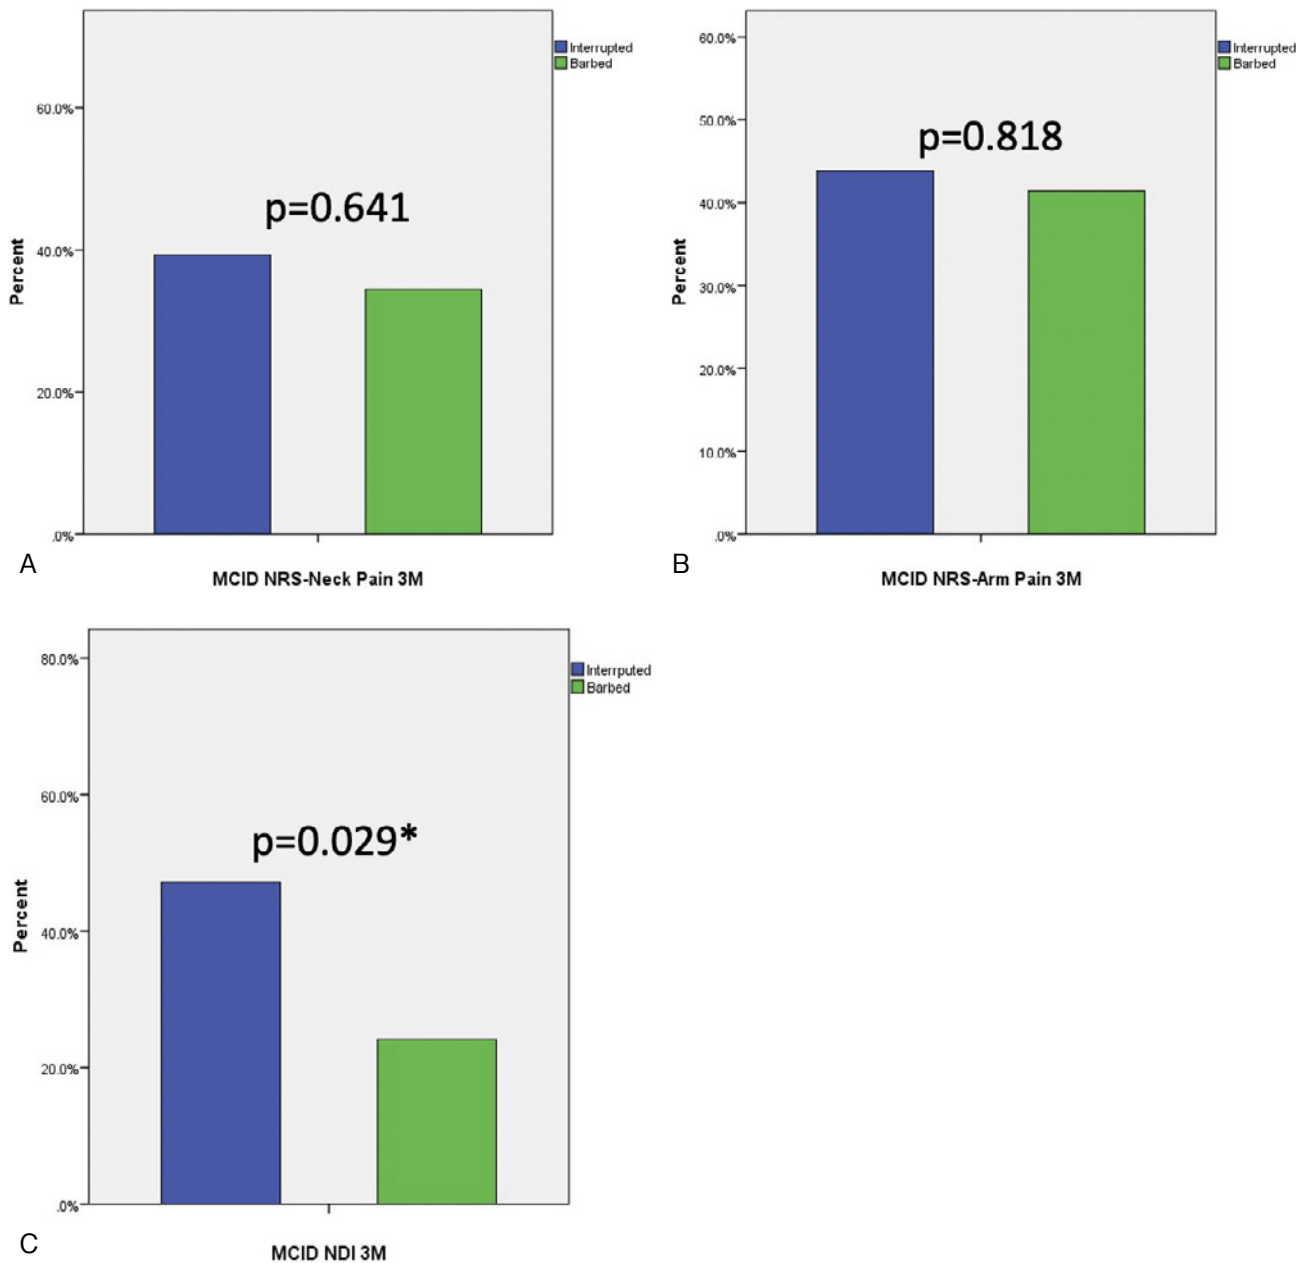 Interrupted
Barbed
60.0%
p=0.641
40.0%
Percent
20.0%
.0%
A
MCID NRS-Neck Pain 3M
Interrupted
Barbed
60.0%
50.0%
p=0.818
40.0%
Percent
30.0%
20.0%
10.0%
.0%
B
MCID NRS-Arm Pain 3M
Interrputed
Barbed
80.0%
60.0%
p=0.029*
Percent
40.0%
20.0%
.0%
C
MCID NDI 3M